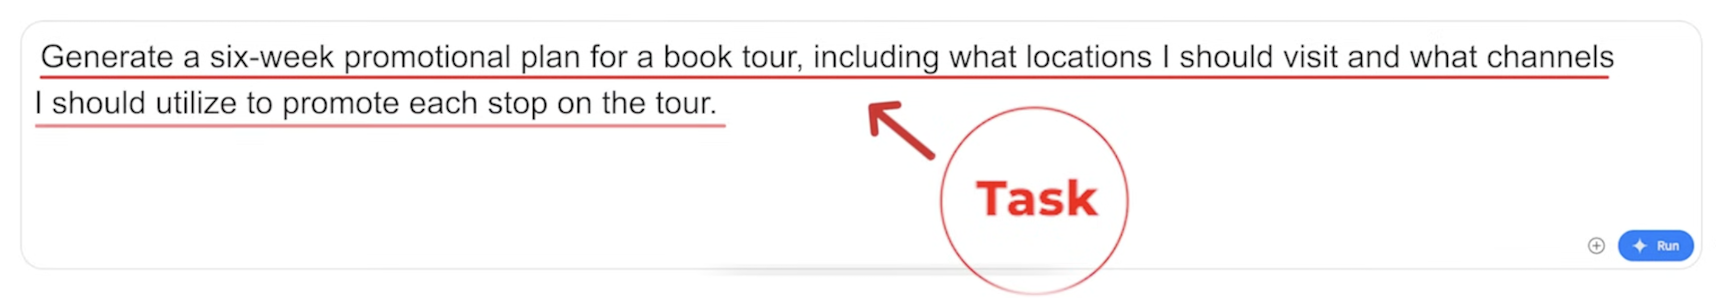 Generate a six-week promotional plan for a book tour, including what locations I should visit and what channels
I should utilize to promote each stop on the tour.
Task
Run